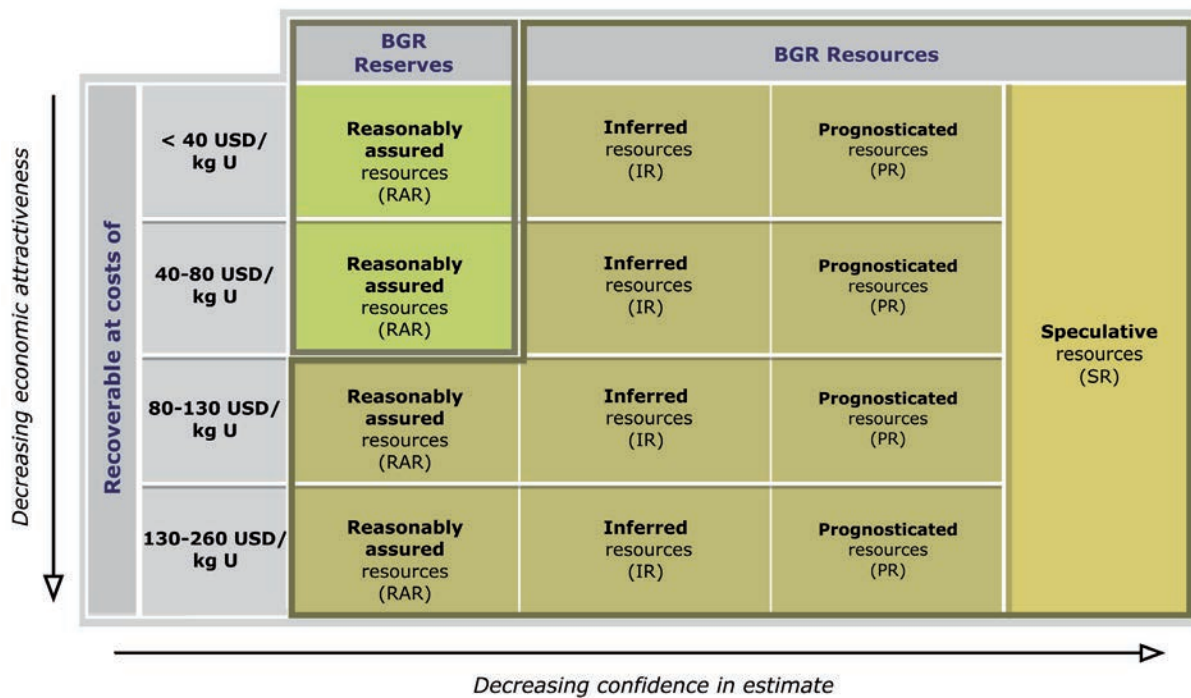 BGR
Reserves
BGR Resources
Decreasing economic attractiveness
Recoverable at costs of
< 40 USD/
kg U
Reasonably
assured
resources
(RAR)
Inferred
resources
(IR)
Prognosticated
resources
(PR)
40-80 USD/
kg U
Reasonably
assured
resources
(RAR)
Inferred
resources
(IR)
Prognosticated
resources
(PR)
Speculative
resources
(SR)
80-130 USD/
kg U
Reasonably
assured
resources
(RAR)
Inferred
resources
(IR)
Prognosticated
resources
(PR)
130-260 USD/
kg U
Reasonably
assured
resources
(RAR)
Inferred
resources
(IR)
Prognosticated
resources
(PR)
Decreasing confidence in estimate